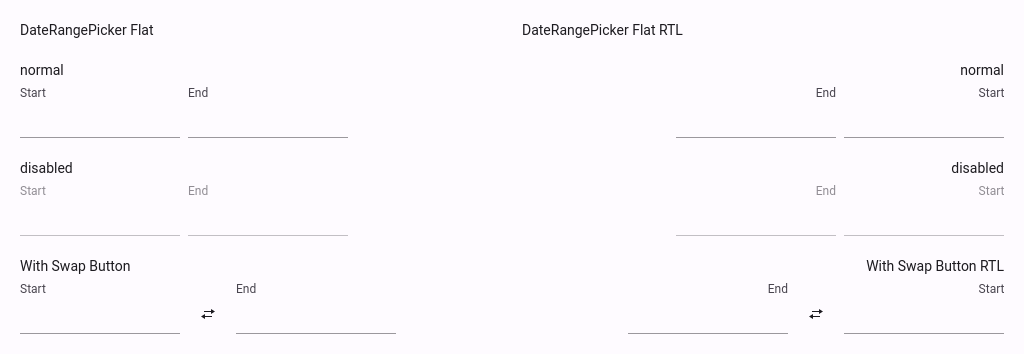 DateRangePicker Flat
normal
Start End
disabled
Start End
With Swap Button
Start End
DateRangePicker Flat RTL
normal
End Start
disabled
End Start
With Swap Button RTL
End Start